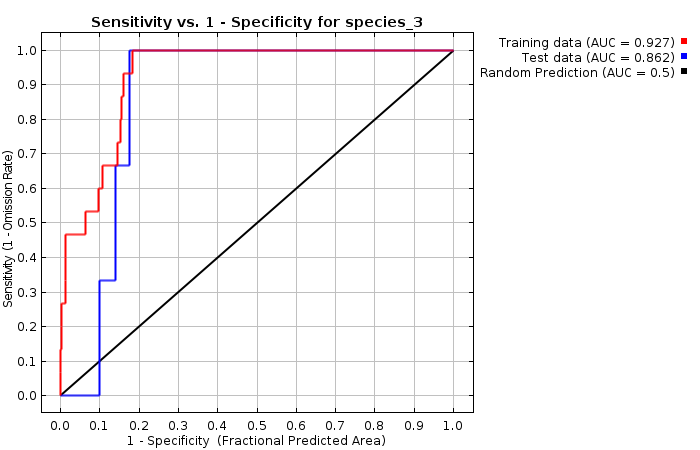 Sensitivity vs. 1 - Specificity for species_3
Training data (AUC = 0.927)
Test data (AUC = 0.862)
Random Prediction (AUC = 0.5)
Sensitivity (1 - Omission Rate)
1.0
0.9
0.8
0.7
0.6
0.5
0.4
0.3
0.2
0.1
0.0
0.0 0.1 0.2 0.3 0.4 0.5 0.6 0.7 0.8 0.9 1.0
1 - Specificity (Fractional Predicted Area)